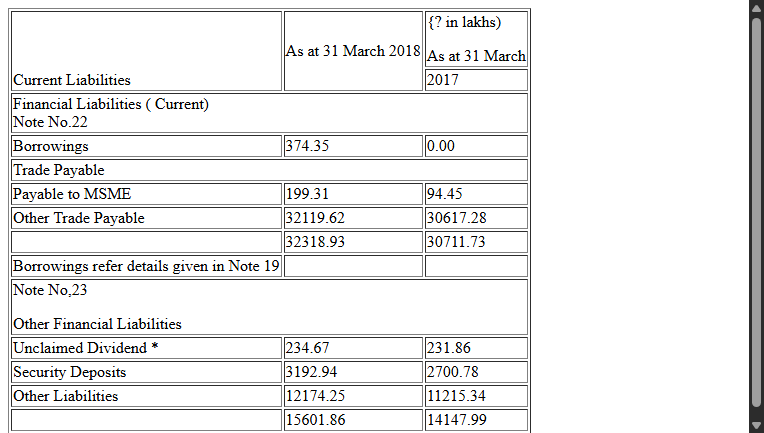 {? in lakhs)
As at 31 March 2018 As at 31 March
Current Liabilities 2017
Financial Liabilities ( Current)
Note No.22
Borrowings 374.35 0.00
Trade Payable
Payable to MSME 199.31 94.45
Other Trade Payable 32119.62 30617.28
32318.93 30711.73
Borrowings refer details given in Note 19
Note No,23
Other Financial Liabilities
Unclaimed Dividend * 234.67 231.86
Security Deposits 3192.94 2700.78
Other Liabilities 12174.25 11215.34
15601.86 14147.99